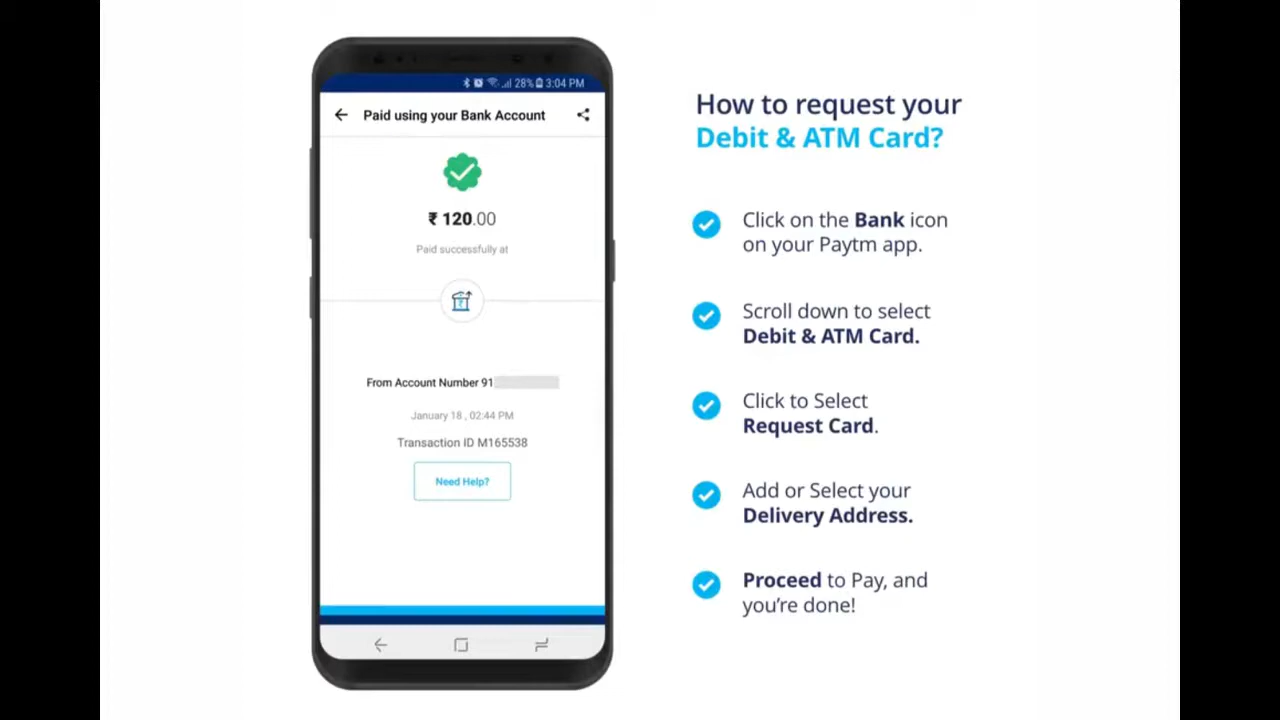 28% 3:04 PM
Paid using your Bank Account
₹ 120.00
Paid successfully at
From Account Number 91
January 18 , 02:44 PM
Transaction ID M165538
Need Help?
How to request your
Debit & ATM Card?
Click on the Bank icon
on your Paytm app.
Scroll down to select
Debit & ATM Card.
Click to Select
Request Card.
Add or Select your
Delivery Address.
Proceed to Pay, and
you’re done!